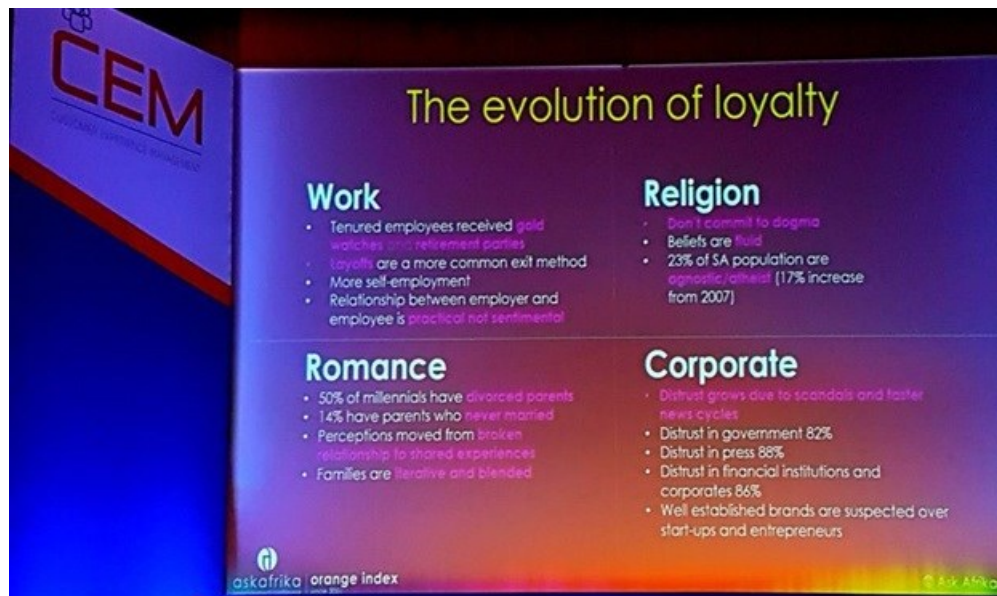 CEM
CUSTOMER EXPERIENCE MANAGEMENT
The evolution of loyalty
Work
• Tenured employees received gold
watches and retirement parties
• Layoffs are a more common exit method
• More self-employment
• Relationship between employer and
employee is practical not sentimental
Religion
• Don't commit to dogma
• Beliefs are fluid
• 23% of SA population are
agnostic/atheist (17% increase
from 2007)
Romance
• 50% of millennials have divorced parents
• 14% have parents who never married
• Perceptions moved from broken
relationship to shared experiences
• Families are iterative and blended
Corporate
• Distrust grows due to scandals and faster
news cycles
• Distrust in government 82%
• Distrust in press 88%
• Distrust in financial institutions and
corporates 86%
• Well established brands are suspected over
start-ups and entrepreneurs
askafrika orange index
© Ask Afrika